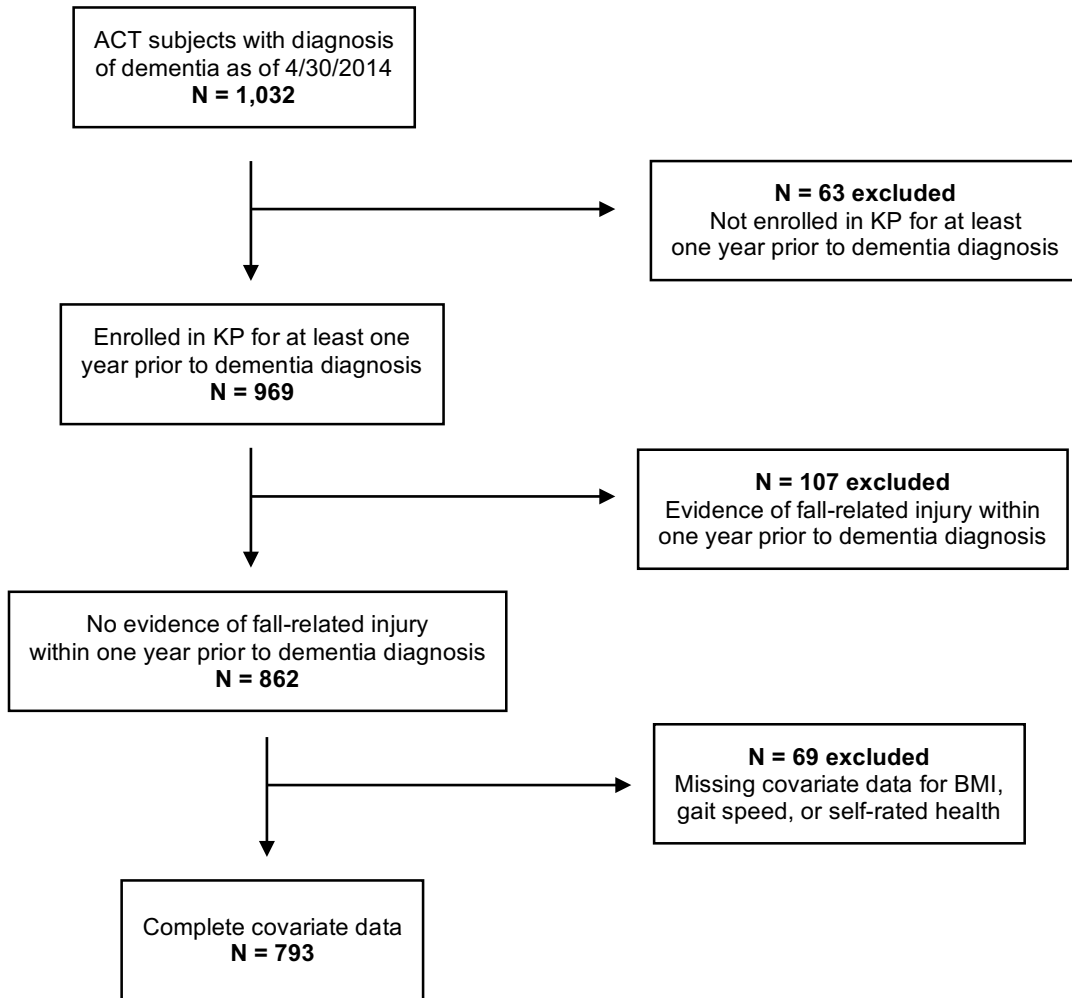 ACT subjects with diagnosis
of dementia as of 4/30/2014
N = 1,032
N = 63 excluded
Not enrolled in KP for at least
one year prior to dementia diagnosis
Enrolled in KP for at least one
year prior to dementia diagnosis
N = 969
N = 107 excluded
Evidence of fall-related injury within
one year prior to dementia diagnosis
No evidence of fall-related injury
within one year prior to dementia diagnosis
N = 862
N = 69 excluded
Missing covariate data for BMI,
gait speed, or self-rated health
Complete covariate data
N = 793